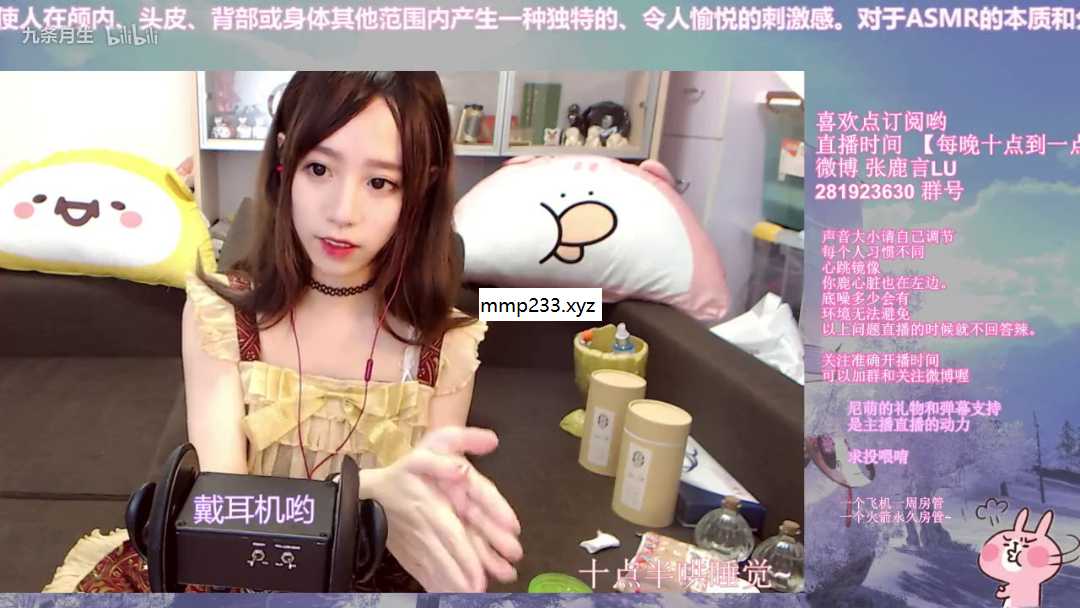 使人在颅内、头皮、背部或身体其他范围内产生一种独特的、令人愉悦的刺激感。对于ASMR的本质和
九条月生 bilibili
喜欢点订阅哟
直播时间 【每晚十点到一点
微博 张鹿言LU
281923630 群号
声音大小请自己调节
每个人习惯不同
心跳镜像
你鹿心脏也在左边。
底噪多少会有
环境无法避免
以上问题直播的时候就不回答辣。
mmp233.xyz
关注准确开播时间
可以加群和关注微博喔
尼萌的礼物和弹幕支持
是主播直播的动力
求投喂唷
戴耳机哟
一个飞机一周房管
一个火箭永久房管~
十点半哄睡觉~